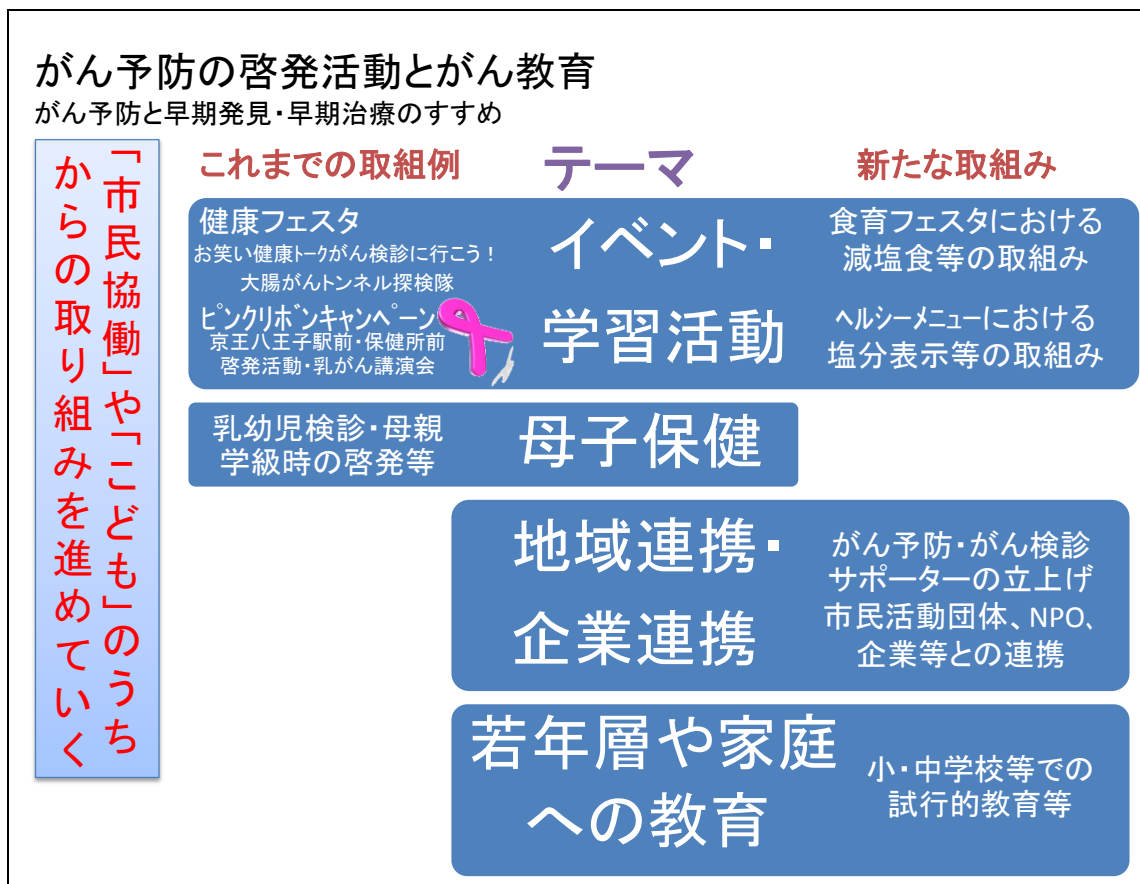 がん予防の啓発活動とがん教育
がん予防と早期発見・早期治療のすすめ
「市民協働」や「こども」のうち
からの取り組みを進めていく
これまでの取組例
テーマ
新たな取組み
健康フェスタ
お笑い健康ﾄｰｸがん検診に行こう！
大腸がんトンネル探検隊
ﾋﾟﾝｸﾘﾎﾞﾝｷｬﾝﾍﾟｰﾝ
京王八王子駅前・保健所前
啓発活動・乳がん講演会
イベント・
学習活動
食育フェスタにおける
減塩食等の取組み
ﾍﾙｼｰﾒﾆｭｰにおける
塩分表示等の取組み
乳幼児検診・母親
学級時の啓発等
母子保健
地域連携・
企業連携
がん予防・がん検診
サポーターの立上げ
市民活動団体、NPO、
企業等との連携
若年層や家庭
への教育
小・中学校等での
試行的教育等